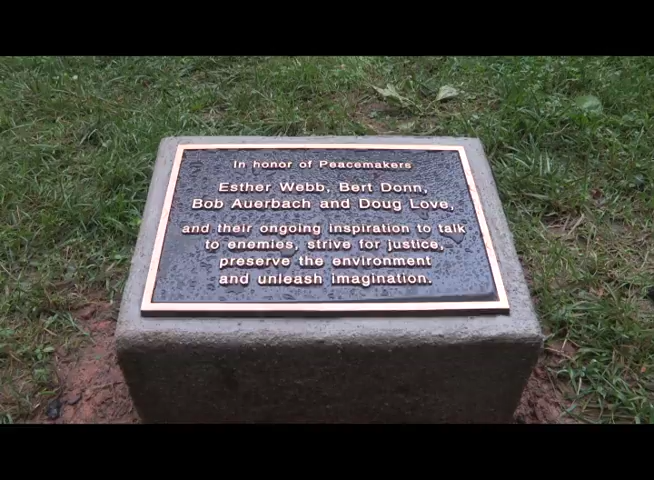 In honor of Peacemakers
Esther Webb, Bert Donn,
Bob Auerbach and Doug Love,
and their ongoing inspiration to talk
to enemies, strive for justice,
preserve the environment
and unleash imagination.